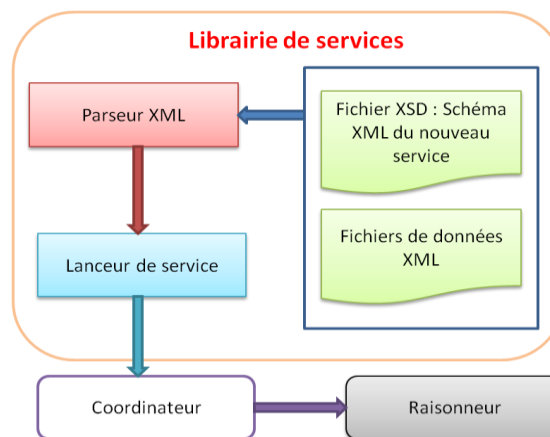 Librairie de services
Parseur XML
Fichier XSD : Schéma
XML du nouveau
service
Fichiers de données
XML
Lanceur de service
Coordinateur
Raisonneur